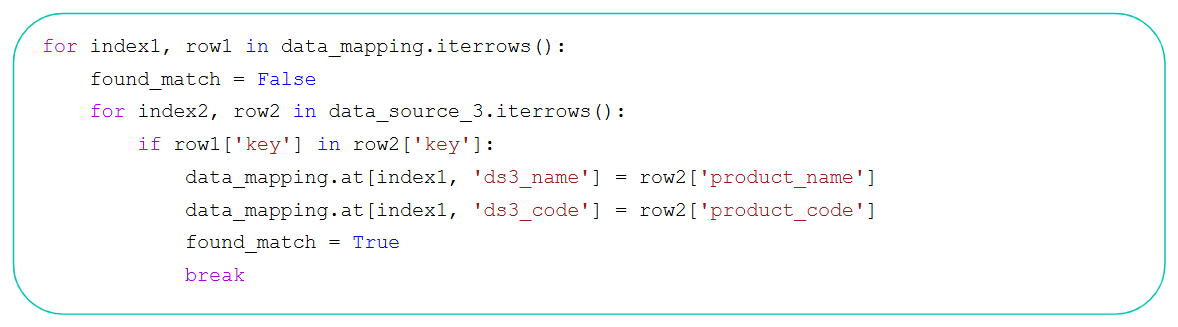 for index1, row1 in data_mapping.iterrows():
    found_match = False
    for index2, row2 in data_source_3.iterrows():
        if row1['key'] in row2['key']:
            data_mapping.at[index1, 'ds3_name'] = row2['product_name']
            data_mapping.at[index1, 'ds3_code'] = row2['product_code']
            found_match = True
            break